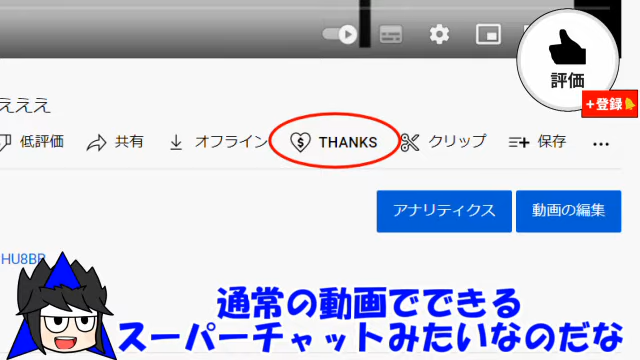 評価
+登録
えええ
低評価 共有 オフライン THANKS クリップ 保存 ...
アナリティクス 動画の編集
HU8BR
通常の動画でできる
スーパーチャットみたいなのだな